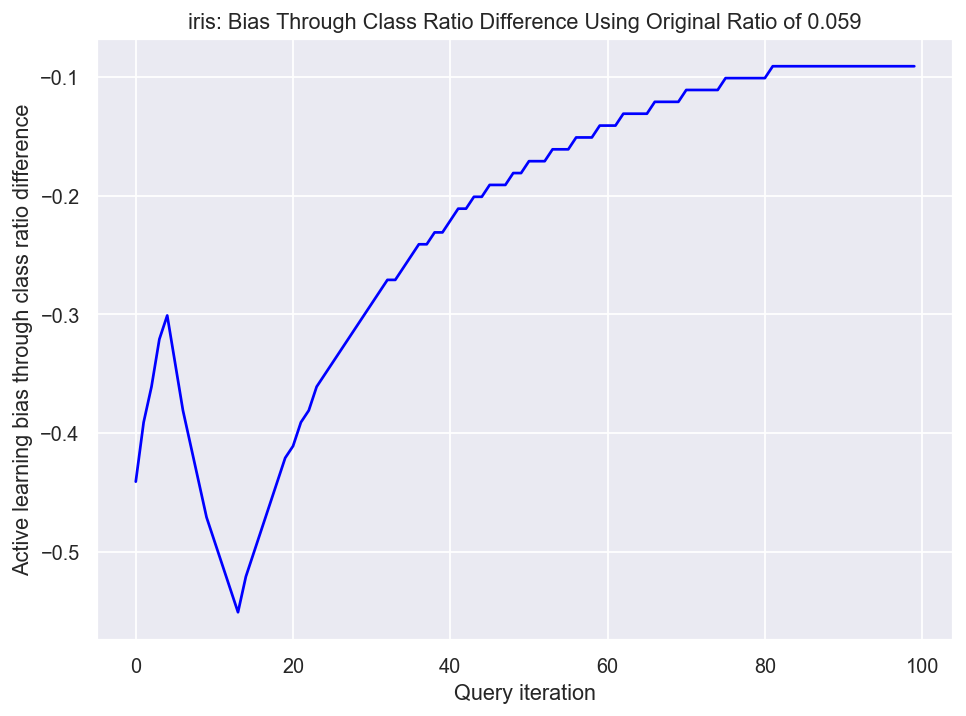 iris: Bias Through Class Ratio Difference Using Original Ratio of 0.059
Active learning bias through class ratio difference
−0.1
−0.2
−0.3
−0.4
−0.5
0 20 40 60 80 100
Query iteration